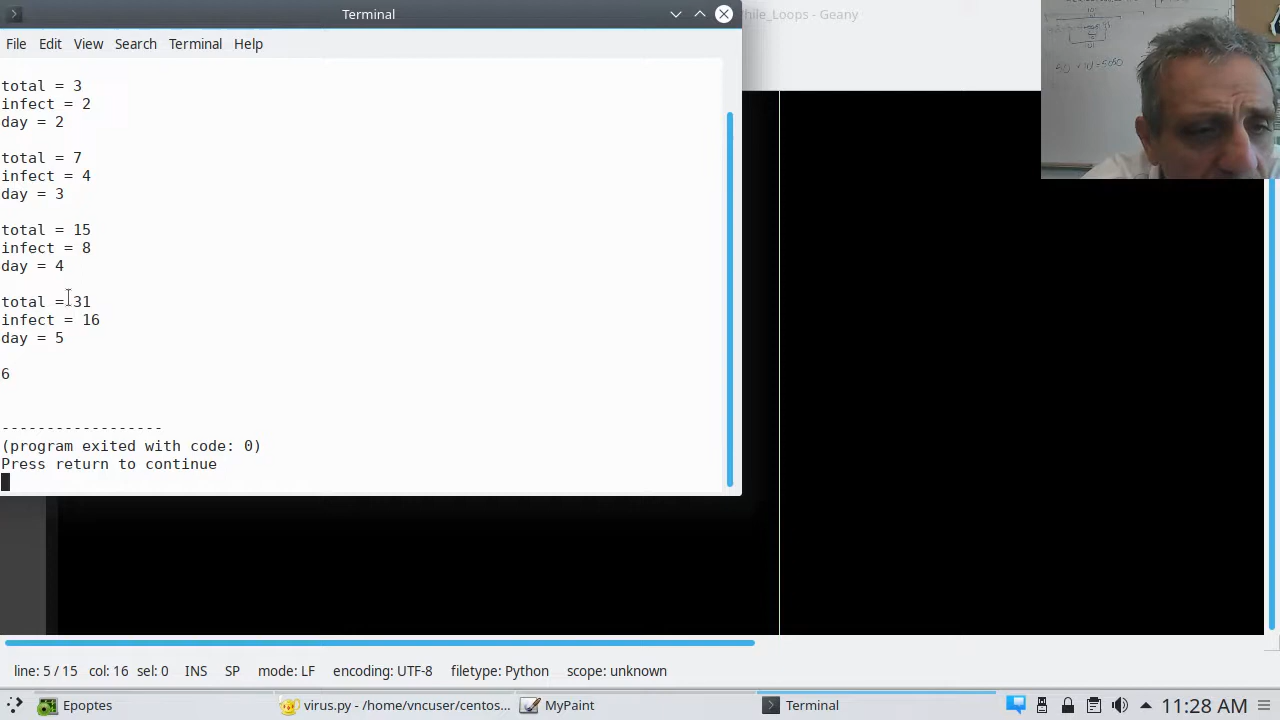 Terminal
hile_Loops - Geany
File Edit View Search Terminal Help
total = 3
infect = 2
day = 2
total = 7
infect = 4
day = 3
total = 15
infect = 8
day = 4
total = 31
infect = 16
day = 5
6
------------------
(program exited with code: 0)
Press return to continue
line: 5 / 15 col: 16 sel: 0 INS SP mode: LF encoding: UTF-8 filetype: Python scope: unknown
Epoptes virus.py - /home/vncuser/centos... MyPaint Terminal 11:28 AM